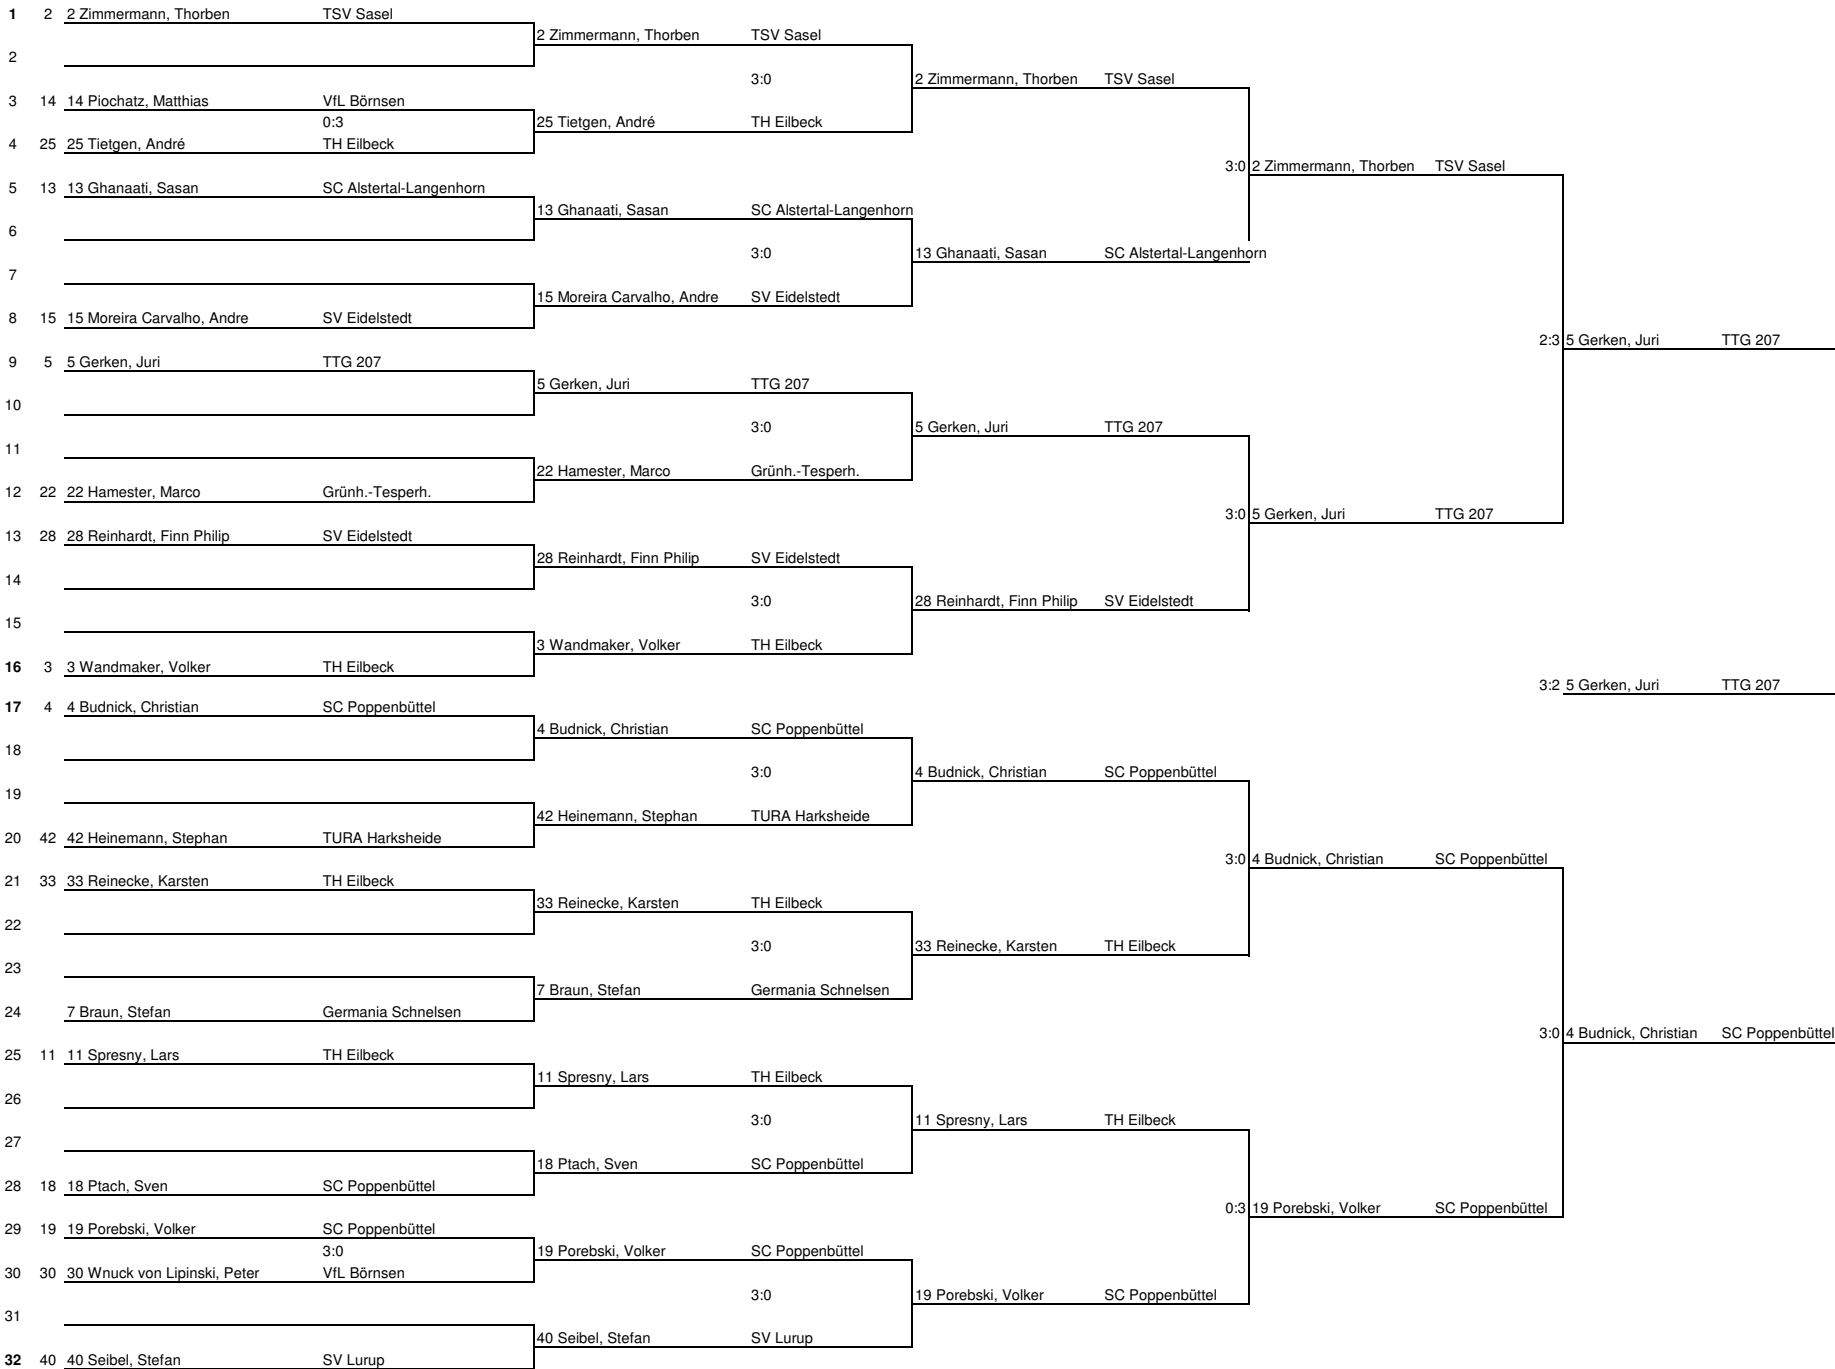 1 2 2 Zimmermann, Thorben TSV Sasel
2 Zimmermann, Thorben TSV Sasel
2
3:0 2 Zimmermann, Thorben TSV Sasel
3 14 14 Piochatz, Matthias VfL Börnsen
0:3 25 Tietgen, André TH Eilbeck
4 25 25 Tietgen, André TH Eilbeck
3:0 2 Zimmermann, Thorben TSV Sasel
5 13 13 Ghanaati, Sasan SC Alstertal-Langenhorn
13 Ghanaati, Sasan SC Alstertal-Langenhorn
6
3:0 13 Ghanaati, Sasan SC Alstertal-Langenhorn
7
15 Moreira Carvalho, Andre SV Eidelstedt
8 15 15 Moreira Carvalho, Andre SV Eidelstedt
2:3 5 Gerken, Juri TTG 207
9 5 5 Gerken, Juri TTG 207
5 Gerken, Juri TTG 207
10
3:0 5 Gerken, Juri TTG 207
11
22 Hamester, Marco Grünh.-Tesperh.
12 22 22 Hamester, Marco Grünh.-Tesperh.
3:0 5 Gerken, Juri TTG 207
13 28 28 Reinhardt, Finn Philip SV Eidelstedt
28 Reinhardt, Finn Philip SV Eidelstedt
14
3:0 28 Reinhardt, Finn Philip SV Eidelstedt
15
3 Wandmaker, Volker TH Eilbeck
16 3 3 Wandmaker, Volker TH Eilbeck
3:2 5 Gerken, Juri TTG 207
17 4 4 Budnick, Christian SC Poppenbüttel
4 Budnick, Christian SC Poppenbüttel
18
3:0 4 Budnick, Christian SC Poppenbüttel
19
42 Heinemann, Stephan TURA Harksheide
20 42 42 Heinemann, Stephan TURA Harksheide
3:0 4 Budnick, Christian SC Poppenbüttel
21 33 33 Reinecke, Karsten TH Eilbeck
33 Reinecke, Karsten TH Eilbeck
22
3:0 33 Reinecke, Karsten TH Eilbeck
23
7 Braun, Stefan Germania Schnelsen
24 7 Braun, Stefan Germania Schnelsen
3:0 4 Budnick, Christian SC Poppenbüttel
25 11 11 Spresny, Lars TH Eilbeck
11 Spresny, Lars TH Eilbeck
26
3:0 11 Spresny, Lars TH Eilbeck
27
18 Ptach, Sven SC Poppenbüttel
28 18 18 Ptach, Sven SC Poppenbüttel
0:3 19 Porebski, Volker SC Poppenbüttel
29 19 19 Porebski, Volker SC Poppenbüttel
3:0 19 Porebski, Volker SC Poppenbüttel
30 30 30 Wnuck von Lipinski, Peter VfL Börnsen
3:0 19 Porebski, Volker SC Poppenbüttel
31
40 Seibel, Stefan SV Lurup
32 40 40 Seibel, Stefan SV Lurup